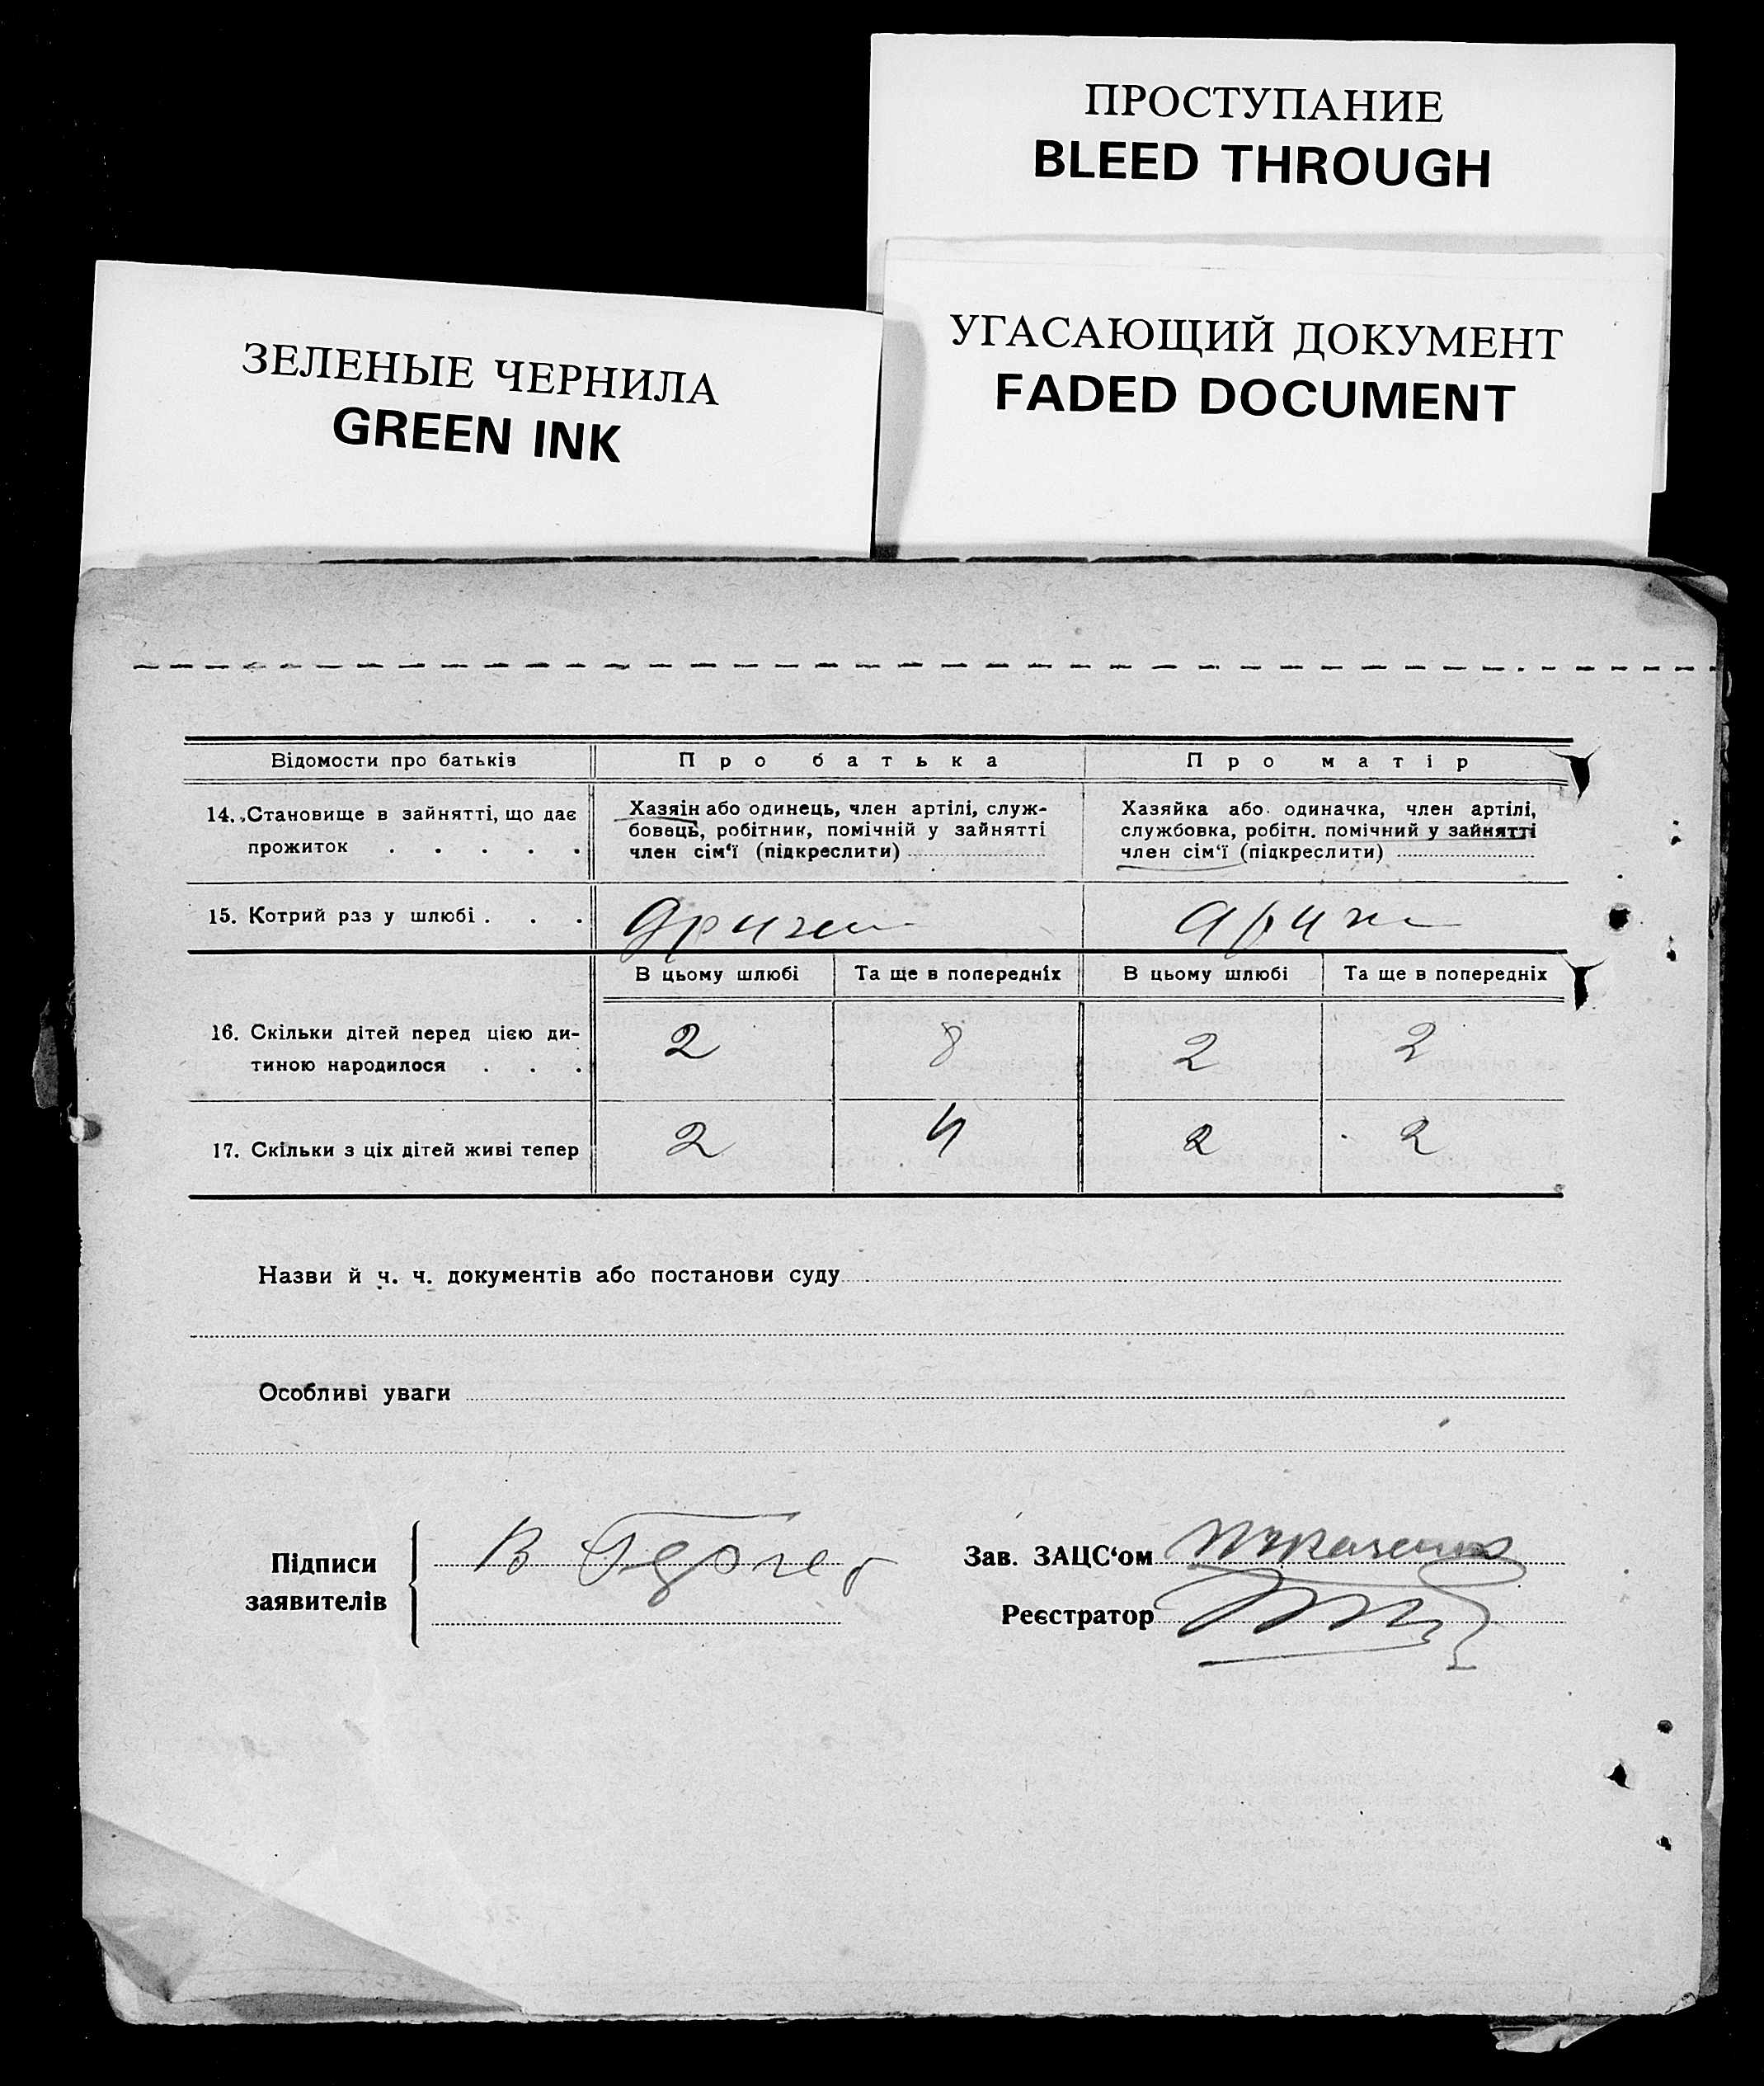 ПРОСТУПАНИЕ
BLEED THROUGH
УГАСАЮЩИЙ ДОКУМЕНТ
FADED DOCUMENT
ЗЕЛЕНЫЕ ЧЕРНИЛА
GREEN INK
Відомости про батьків Про батька Про матір
14. Становище в зайнятті, що дає прожиток . . . . .
Хазяін або одинець, член артілі, служ-
бовець, робітник, помічній у зайнятті
член сім'ї (підкреслити)
Хазяйка або одиначка, член артілі,
службовка, робітн. помічний у зайнятті
член сім'ї (підкреслити)
15. Котрий раз у шлюбі . . .
В цьому шлюбі Та ще в попередніх В цьому шлюбі Та ще в попередніх
16. Скільки дітей перед цією ди-
тиною народилося . . . 2 8 2 2
17. Скільки з ціх дітей живі тепер 2 4 2 2
Назви й ч. ч. документів або постанови суду
Особливі уваги
Підписи
заявителів
В
Зав. ЗАЦС'ом
Реєстратор